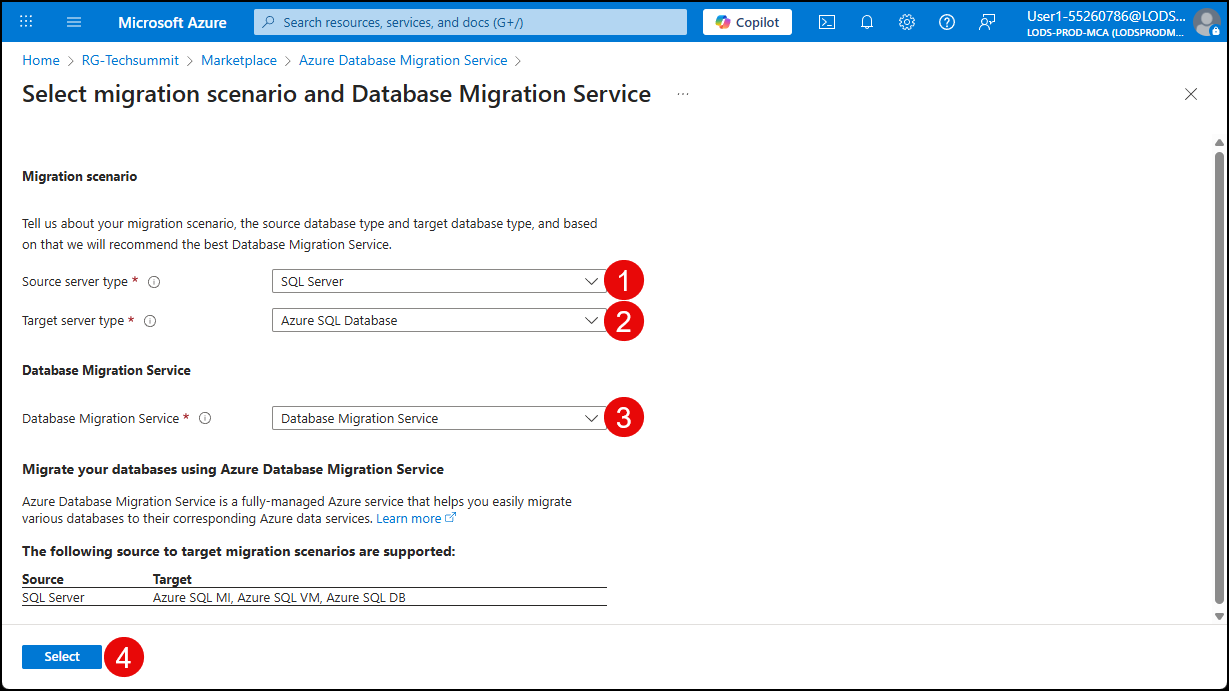 Microsoft Azure
Search resources, services, and docs (G+/)
Copilot
User1-55260786@LODS...
LODS-PROD-MCA (LODSPRODM...
Home > RG-Techsummit > Marketplace > Azure Database Migration Service >
Select migration scenario and Database Migration Service ...
Migration scenario
Tell us about your migration scenario, the source database type and target database type, and based
on that we will recommend the best Database Migration Service.
Source server type * SQL Server 1
Target server type * Azure SQL Database 2
Database Migration Service
Database Migration Service * Database Migration Service 3
Migrate your databases using Azure Database Migration Service
Azure Database Migration Service is a fully-managed Azure service that helps you easily migrate
various databases to their corresponding Azure data services. Learn more
The following source to target migration scenarios are supported:
Source Target
SQL Server Azure SQL MI, Azure SQL VM, Azure SQL DB
Select 4